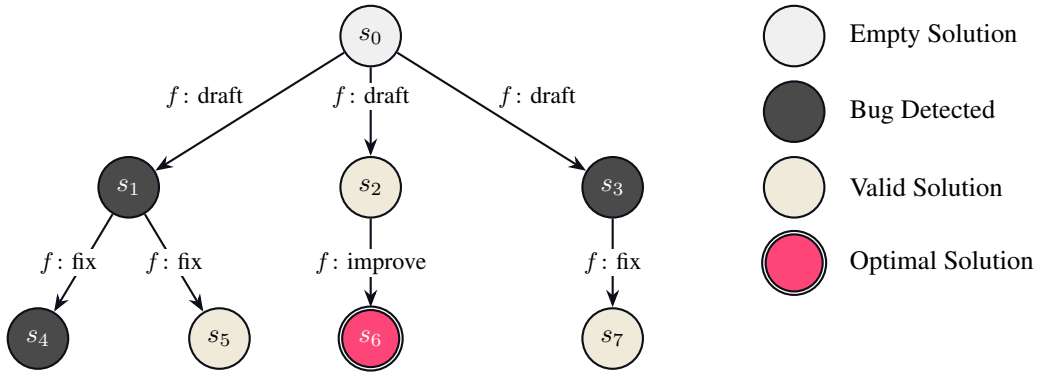 s₀
f : draft
f : draft
f : draft
s₁
s₂
s₃
f : fix
f : fix
f : improve
f : fix
s₄
s₅
s₆
s₇
Empty Solution
Bug Detected
Valid Solution
Optimal Solution